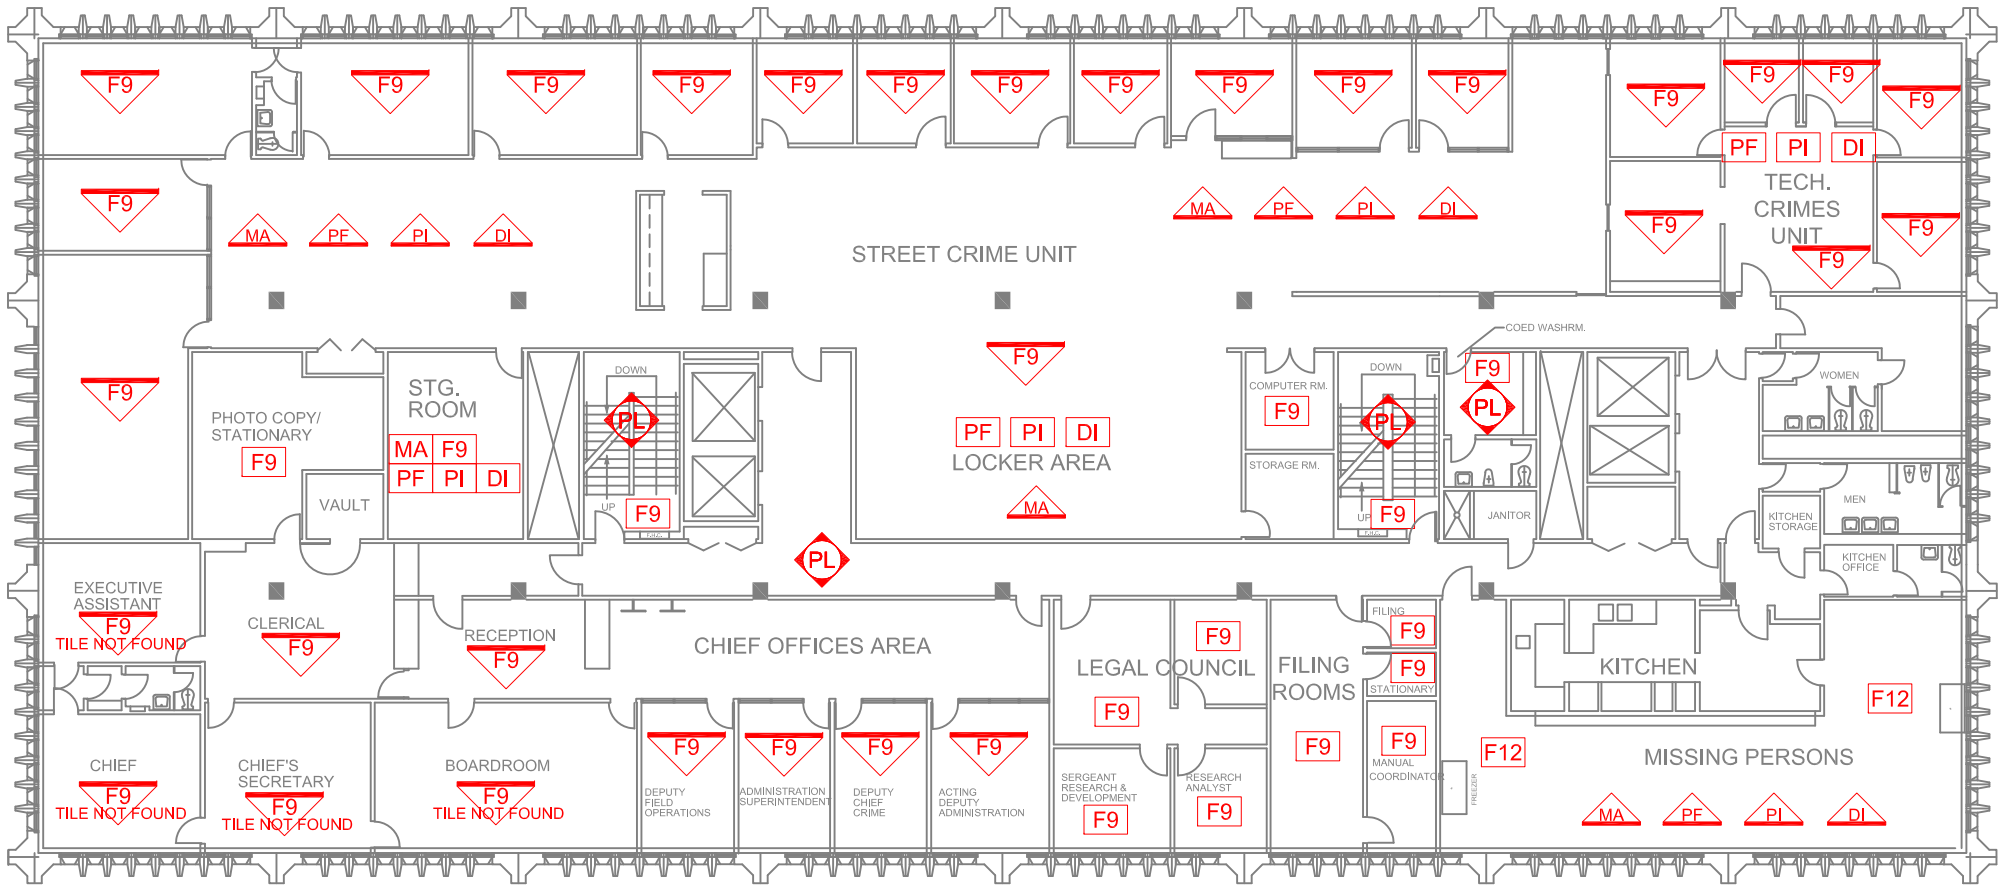 F9 F9 F9 F9 F9 F9 F9 F9 F9 F9 F9 F9 F9 F9 F9
PF PI DI
TECH.
CRIMES
UNIT
F9
F9 F9 F9
MA PF PI DI
MA PF PI DI
STREET CRIME UNIT
COED WASHRM.
F9
F9
DOWN
PL
F9
DOWN
PL
F9
PL
WOMEN
COMPUTER RM.
F9
STORAGE RM.
STG.
ROOM
MA F9
PF PI DI
PHOTO COPY/
STATIONARY
F9
VAULT
UP
F9
PF PI DI
LOCKER AREA
MA
UP
F9
JANITOR
MEN
KITCHEN
STORAGE
KITCHEN
OFFICE
PL
EXECUTIVE
ASSISTANT
F9
TILE NOT FOUND
CLERICAL
F9
RECEPTION
F9
CHIEF OFFICES AREA
LEGAL COUNCIL
F9
F9
FILING
ROOMS
F9
FILING
F9
F9
STATIONARY
F9
MANUAL
COORDINATOR
KITCHEN
F12
F12
FREEZER
MISSING PERSONS
MA PF PI DI
CHIEF
F9
TILE NOT FOUND
CHIEF'S
SECRETARY
F9
TILE NOT FOUND
BOARDROOM
F9
TILE NOT FOUND
F9
DEPUTY
FIELD
OPERATIONS
F9
ADMINISTRATION
SUPERINTENDENT
F9
DEPUTY
CHIEF
CRIME
F9
ACTING
DEPUTY
ADMINISTRATION
SERGEANT
RESEARCH &
DEVELOPMENT
F9
RESEARCH
ANALYST
F9